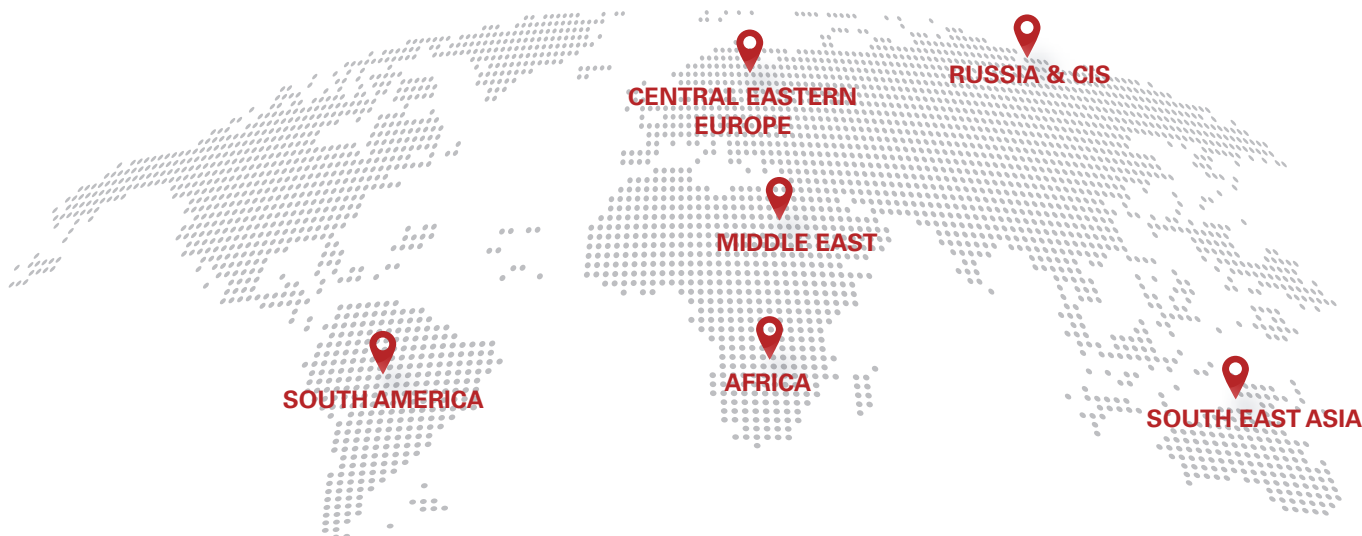 RUSSIA & CIS
CENTRAL EASTERN
EUROPE
MIDDLE EAST
AFRICA
SOUTH AMERICA
SOUTH EAST ASIA